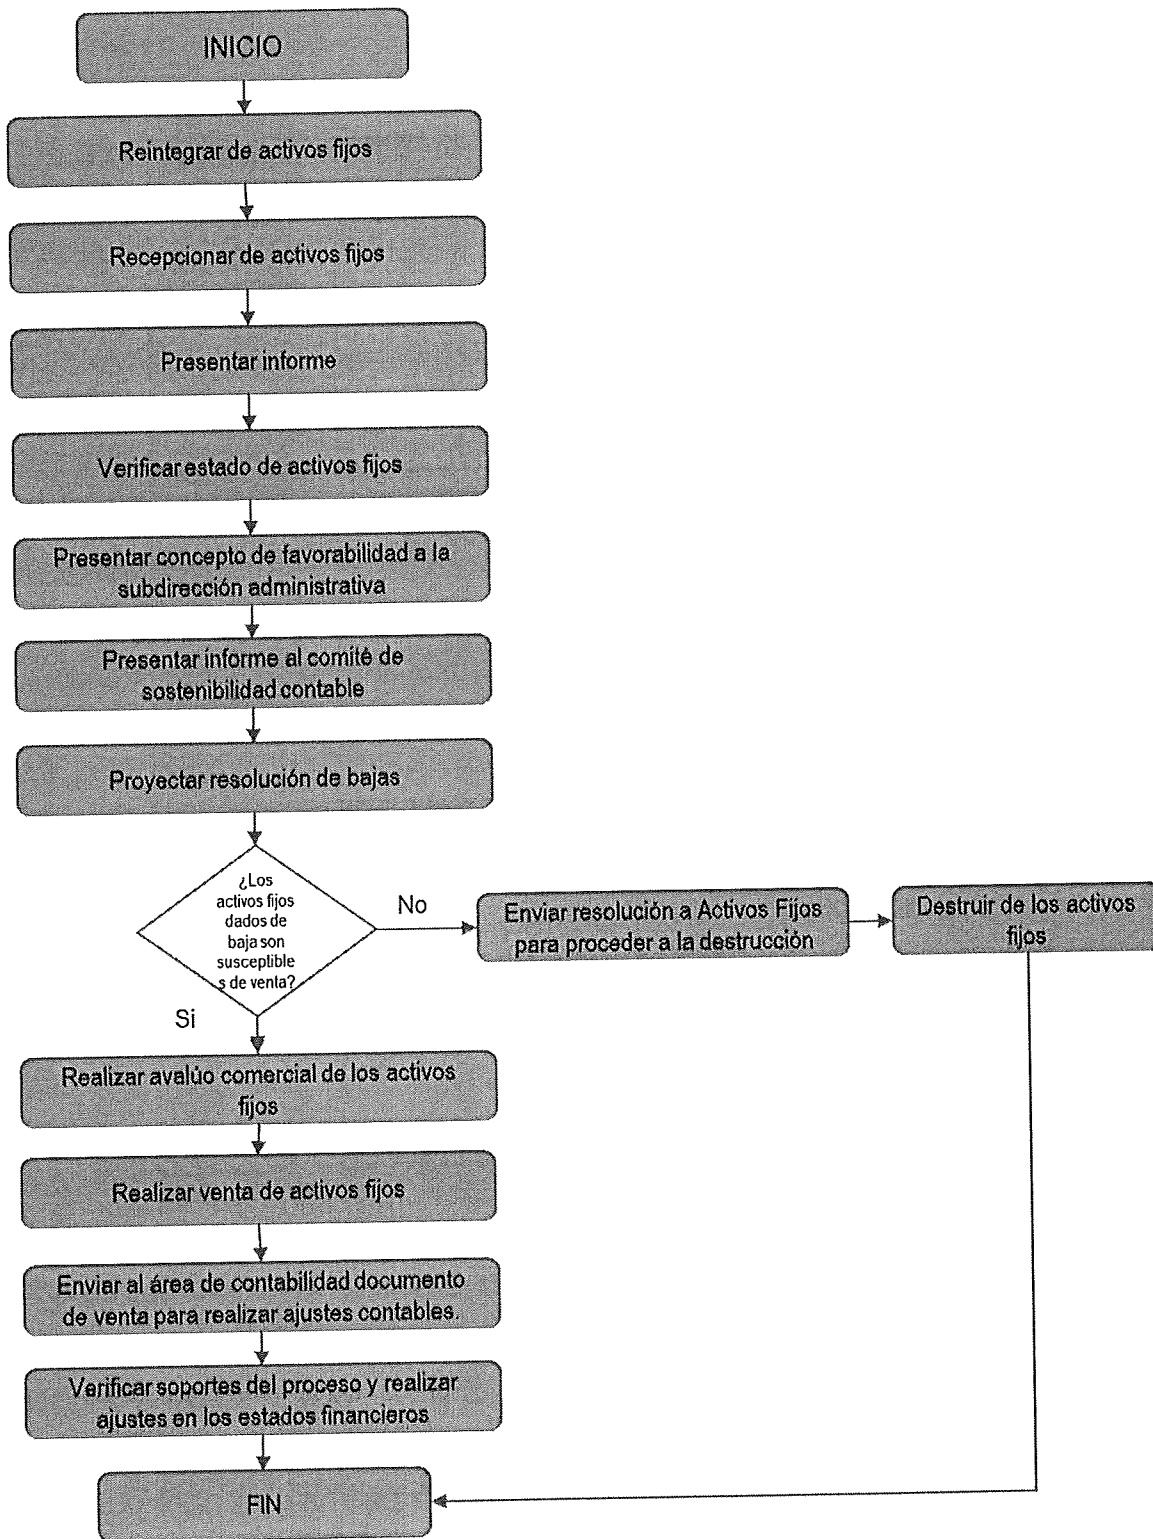 INICIO
Reintegrar de activos fijos
Recepcionar de activos fijos
Presentar informe
Verificar estado de activos fijos
Presentar concepto de favorabilidad a la
subdirección administrativa
Presentar informe al comité de
sostenibilidad contable
Proyectar resolución de bajas
¿Los
activos fijos
dados de
baja son
susceptible
s de venta?
No
Enviar resolución a Activos Fijos
para proceder a la destrucción
Destruir de los activos
fijos
Si
Realizar avalúo comercial de los activos
fijos
Realizar venta de activos fijos
Enviar al área de contabilidad documento
de venta para realizar ajustes contables.
Verificar soportes del proceso y realizar
ajustes en los estados financieros
FIN